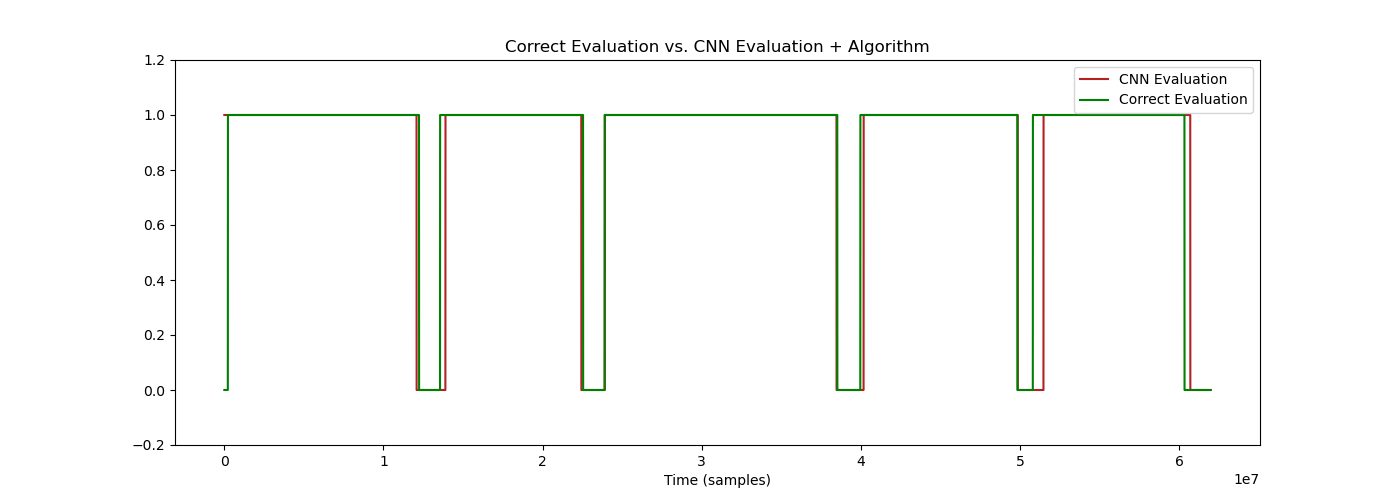 Correct Evaluation vs. CNN Evaluation + Algorithm
1.2
1.0
0.8
0.6
0.4
0.2
0.0
−0.2
CNN Evaluation
Correct Evaluation
0 1 2 3 4 5 6
1e7
Time (samples)